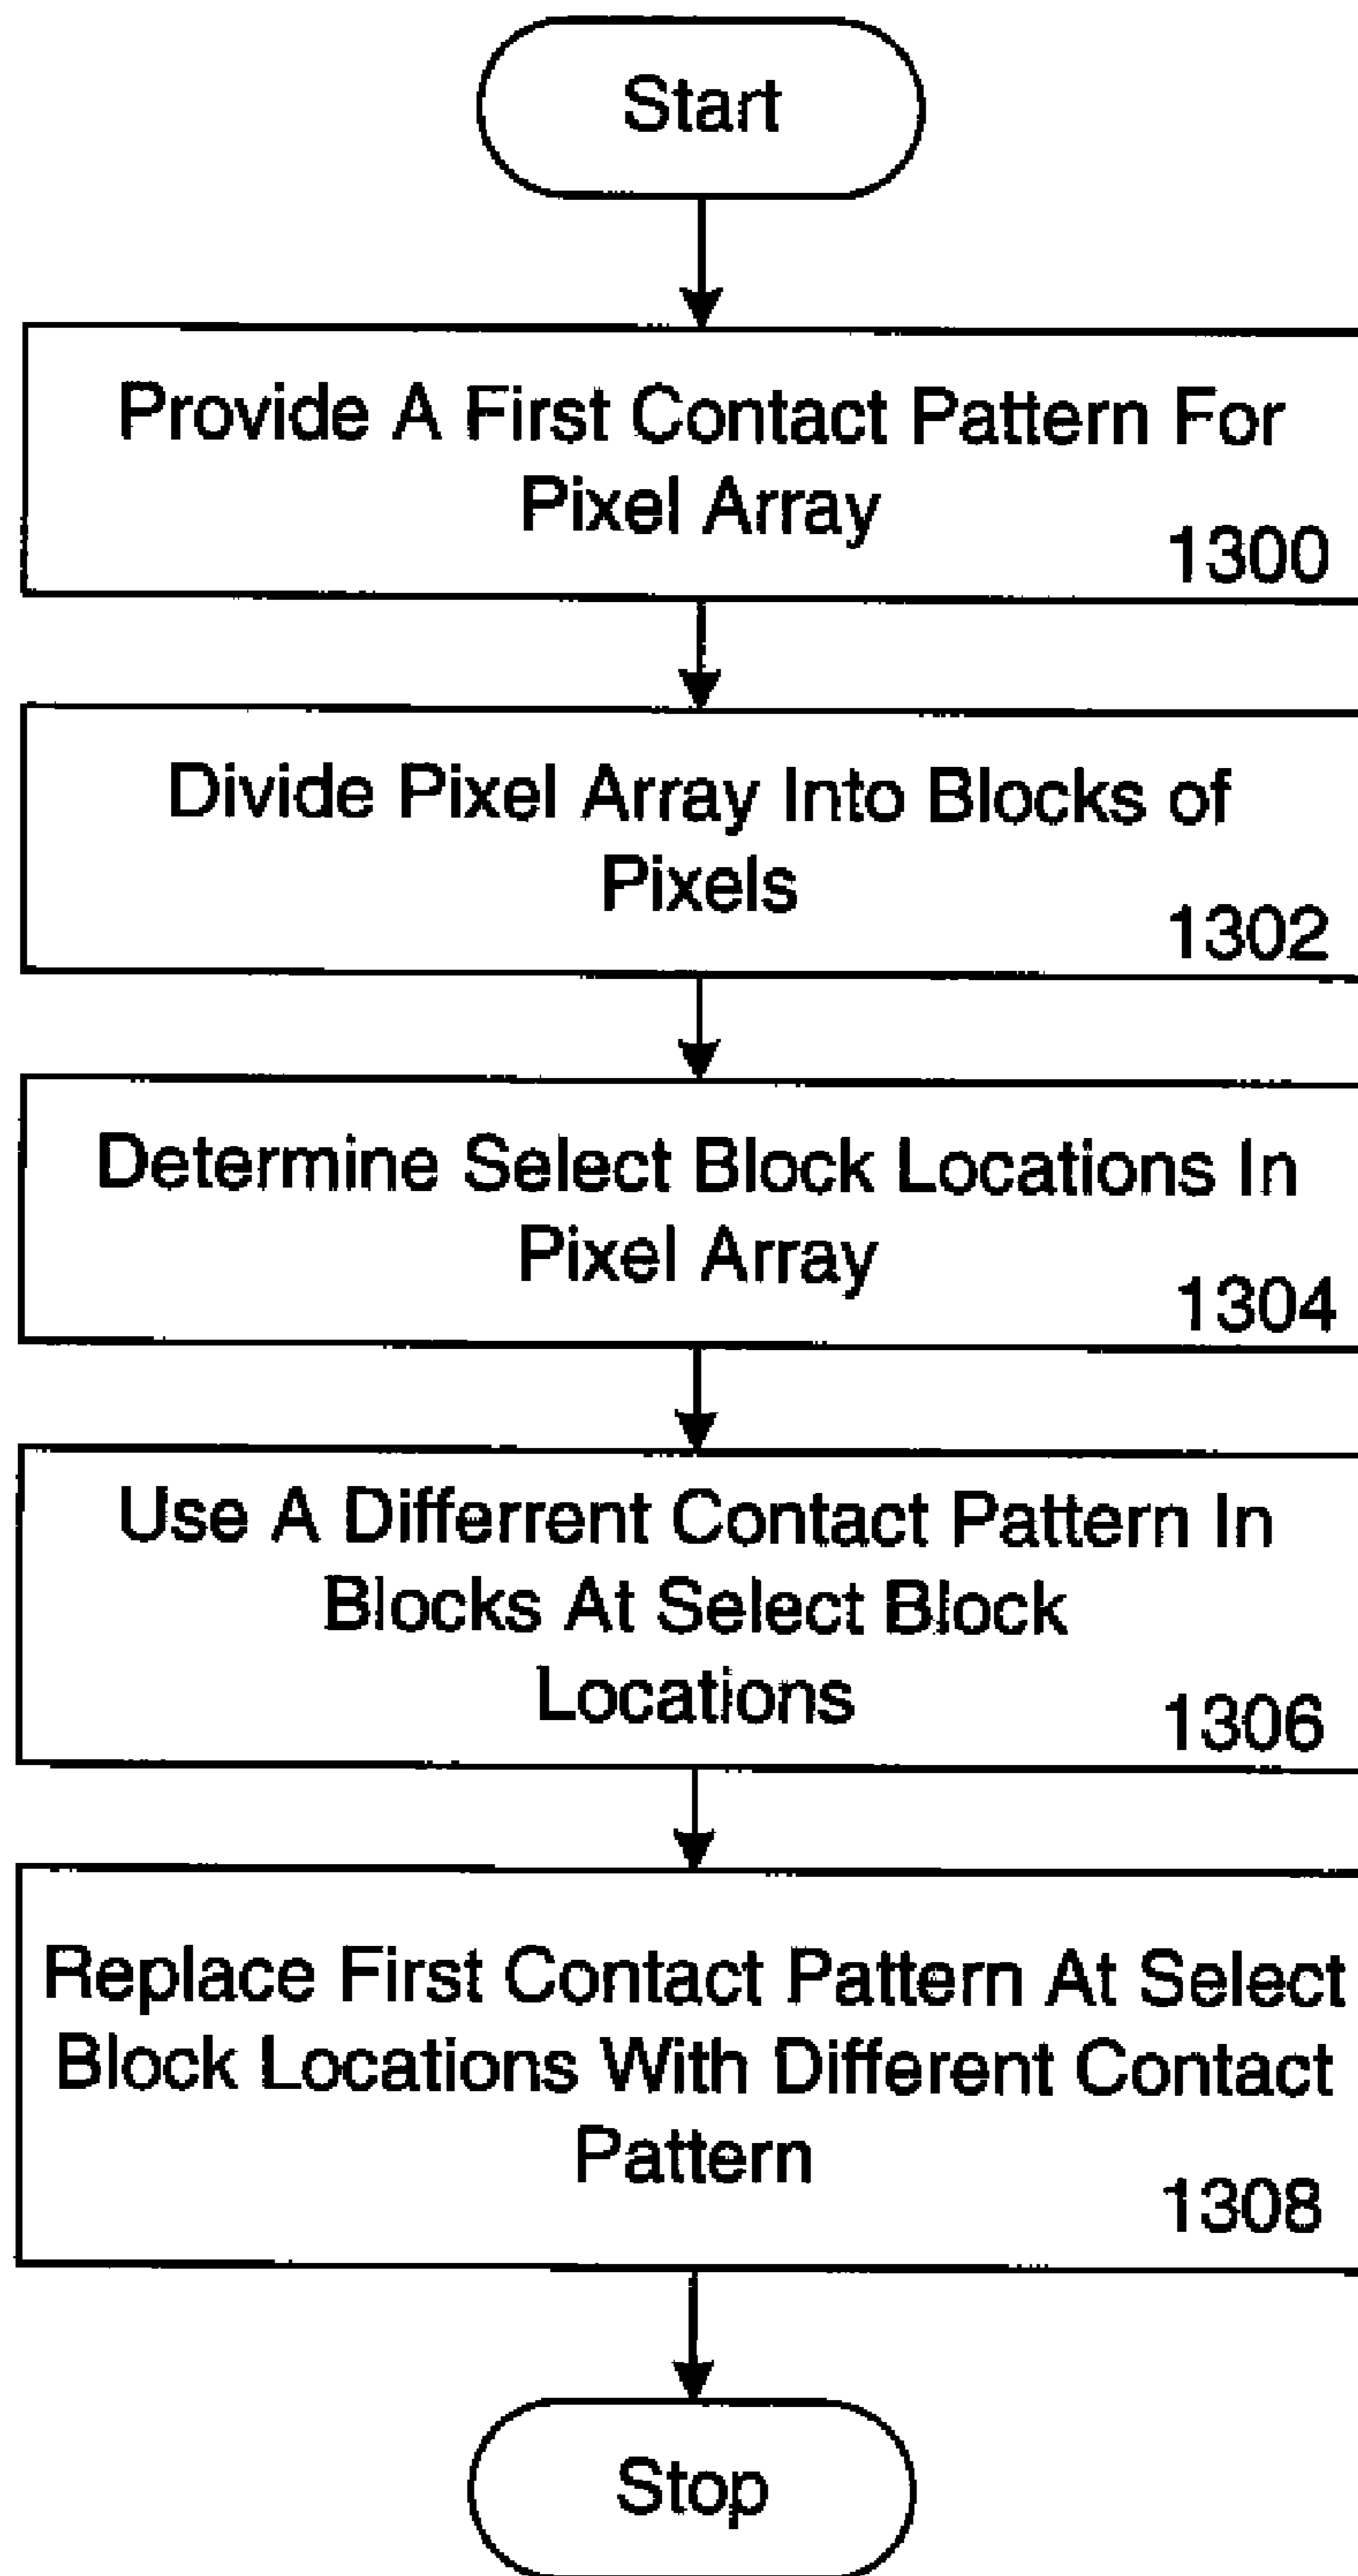 Start
Provide A First Contact Pattern For
Pixel Array
1300
Divide Pixel Array Into Blocks of
Pixels
1302
Determine Select Block Locations In
Pixel Array
1304
Use A Differrent Contact Pattern In
Blocks At Select Block
Locations
1306
Replace First Contact Pattern At Select
Block Locations With Different Contact
Pattern
1308
Stop